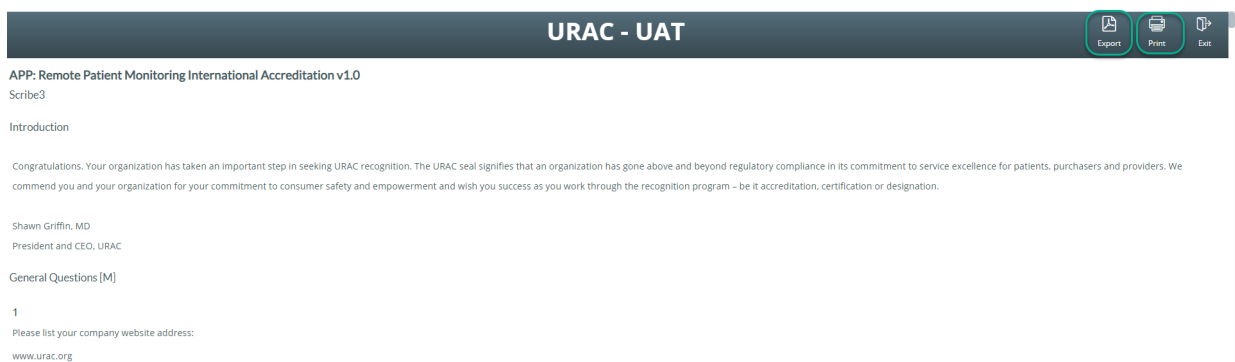 URAC - UAT
Export
Print
Exit
APP: Remote Patient Monitoring International Accreditation v1.0
Scribe3
Introduction
Congratulations. Your organization has taken an important step in seeking URAC recognition. The URAC seal signifies that an organization has gone above and beyond regulatory compliance in its commitment to service excellence for patients, purchasers and providers. We
commend you and your organization for your commitment to consumer safety and empowerment and wish you success as you work through the recognition program – be it accreditation, certification or designation.
Shawn Griffin, MD
President and CEO, URAC
General Questions [M]
1
Please list your company website address:
www.urac.org